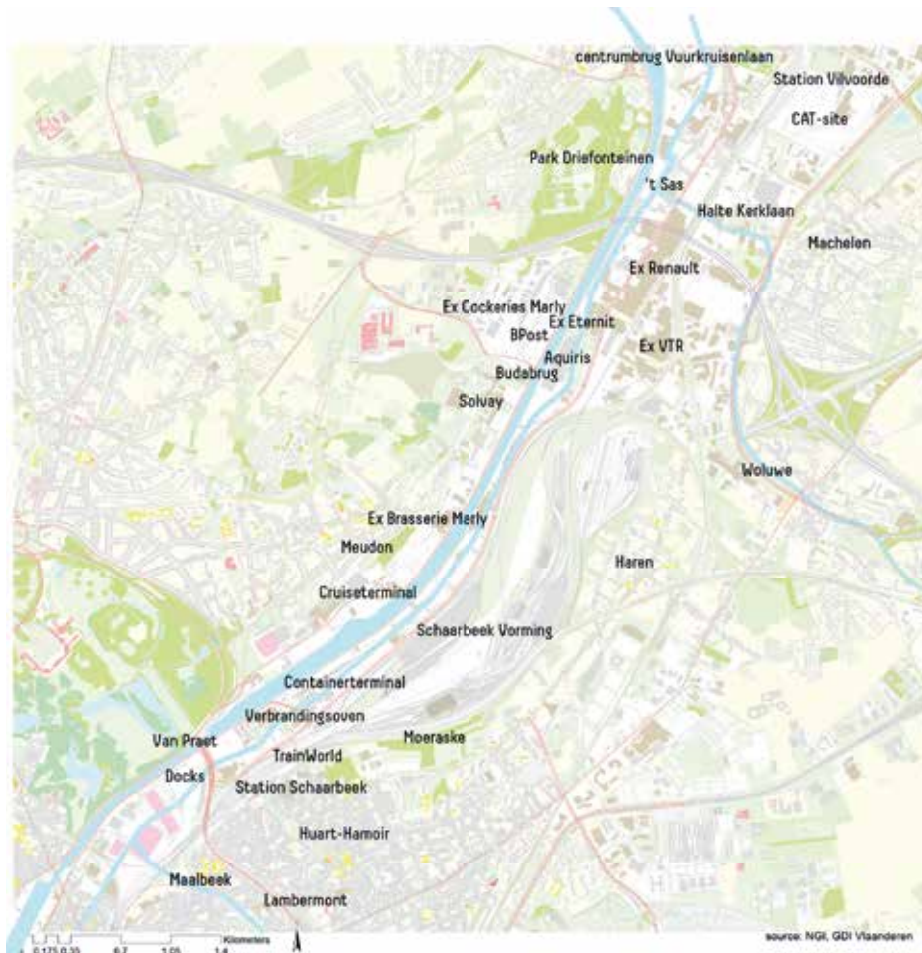 centrumbrug Vuurkruisenlaan
Station Vilvoorde
CAT-site
Park Driefonteinen
't Sas
Halte Kerklaan
Machelen
Ex Renault
Ex Cockeries Marly
Ex Eternit
BPost
Ex VTR
Aquiris
Budabrug
Solvay
Woluwe
Ex Brasserie Marly
Meudon
Haren
Cruiseterminal
Schaarbeek Vorming
Containerterminal
Verbrandingsoven
Moeraske
Van Praet
TrainWorld
Docks
Station Schaarbeek
Huart-Hamoir
Maalbeek
Lambermont
Kilometers
source: NGI, GDI Vlaanderen